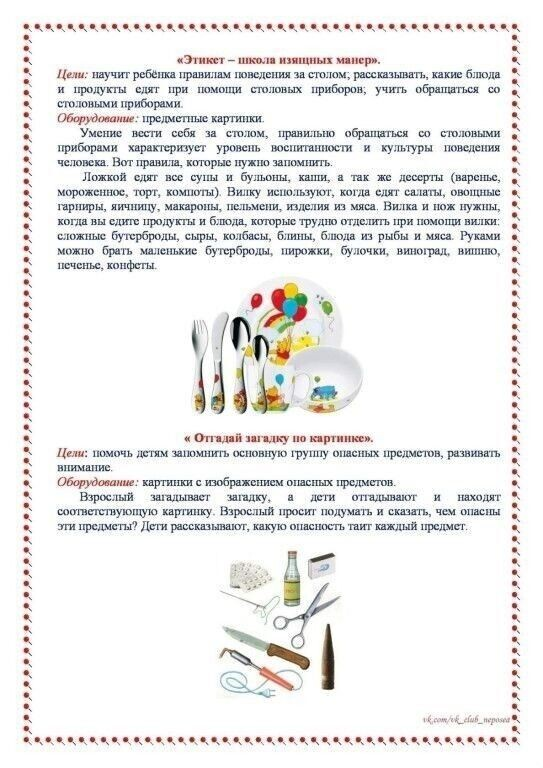 «Этикет – школа изящных манер».
Цели: научит ребёнка правилам поведения за столом; рассказывать, какие блюда
и продукты едят при помощи столовых приборов; учить обращаться со
столовыми приборами.
Оборудование: предметные картинки.
Умение вести себя за столом, правильно обращаться со столовыми
приборами характеризует уровень воспитанности и культуры поведения
человека. Вот правила, которые нужно запомнить.
Ложкой едят все супы и бульоны, каши, а так же десерты (варенье,
мороженное, торт, компоты). Вилку используют, когда едят салаты, овощные
гарниры, яичницу, макароны, пельмени, изделия из мяса. Вилка и нож нужны,
когда вы едите продукты и блюда, которые трудно отделить при помощи вилки:
сложные бутерброды, сыры, колбасы, блины, блюда из рыбы и мяса. Руками
можно брать маленькие бутерброды, пирожки, булочки, виноград, вишню,
печенье, конфеты.
« Отгадай загадку по картинке».
Цели: помочь детям запомнить основную группу опасных предметов, развивать
внимание.
Оборудование: картинки с изображением опасных предметов.
Взрослый загадывает загадку, а дети отгадывают и находят
соответствующую картинку. Взрослый просит подумать и сказать, чем опасны
эти предметы? Дети рассказывают, какую опасность таит каждый предмет.
vk.com/vk_club_neposed